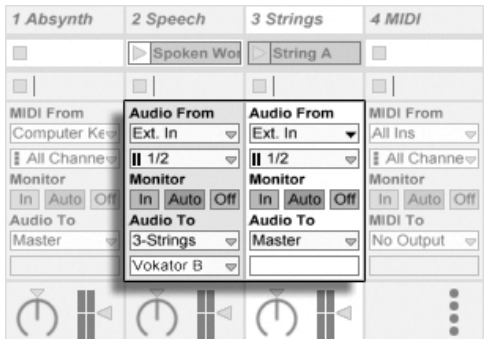 1 Absynth 2 Speech 3 Strings 4 MIDI
Spoken Wor String A
MIDI From Audio From Audio From MIDI From
Computer Ke Ext. In Ext. In All Ins
All Channe 1/2 1/2 All Channe
Monitor Monitor Monitor Monitor
In Auto Off In Auto Off In Auto Off In Auto Off
Audio To Audio To Audio To MIDI To
Master 3-Strings Master No Output
Vokator B